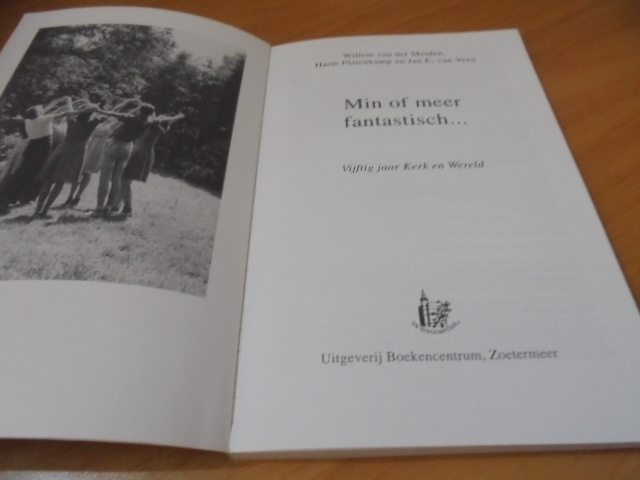 Willem van der Meiden,
Harm Platenkamp en Jan E. van Veen
Min of meer
fantastisch...
Vijftig jaar Kerk en Wereld
Uitgeverij Boekencentrum, Zoetermeer